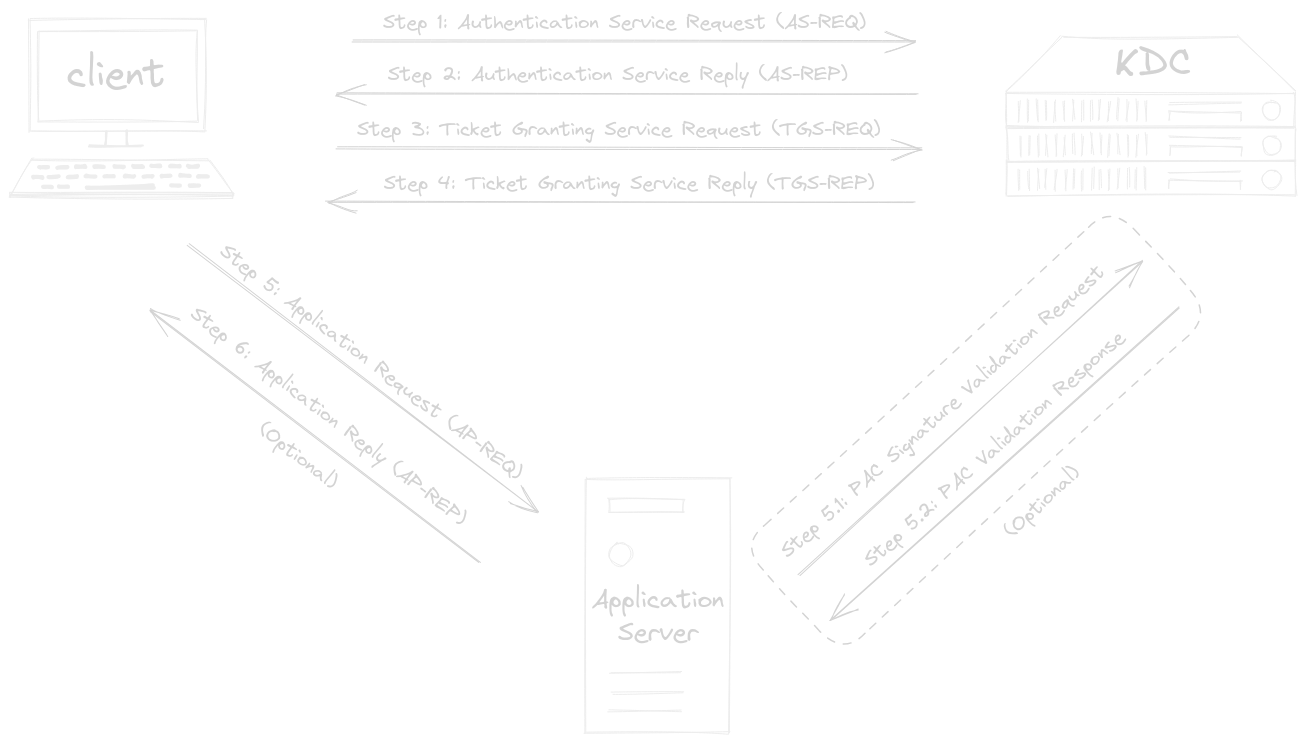 client
Step 1: Authentication Service Request (AS-REQ)
Step 2: Authentication Service Reply (AS-REP)
Step 3: Ticket Granting Service Request (TGS-REQ)
Step 4: Ticket Granting Service Reply (TGS-REP)
KDC
Step 5: Application Request (AP-REQ)
Step 6: Application Reply (AP-REP)
(Optional)
Step 5.1: PAC Signature Validation Request
Step 5.2: PAC Validation Response
(Optional)
Application
Server